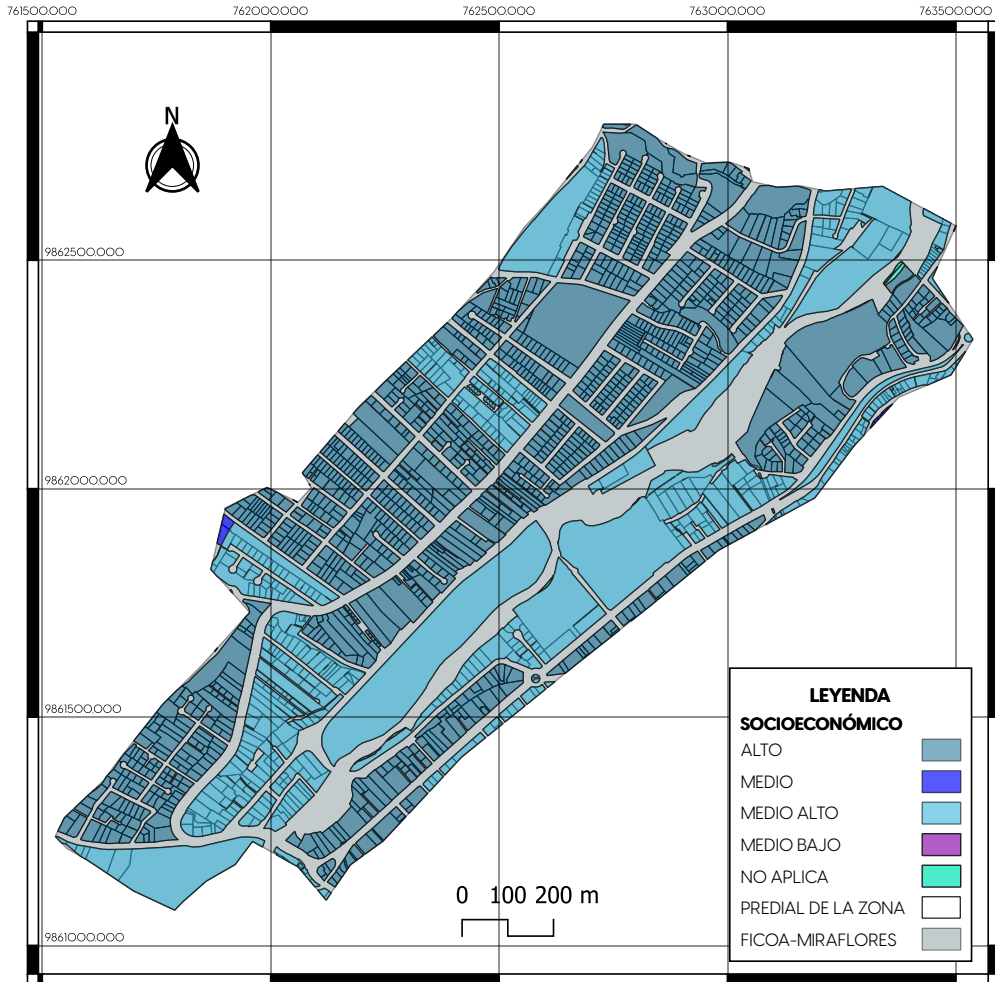 761500.000 762000.000 762500.000 763000.000 763500.000
N
9862500.000
9862000.000
9861500.000
9861000.000
0 100 200 m
LEYENDA
SOCIOECONÓMICO
ALTO
MEDIO
MEDIO ALTO
MEDIO BAJO
NO APLICA
PREDIAL DE LA ZONA
FICOA-MIRAFLORES